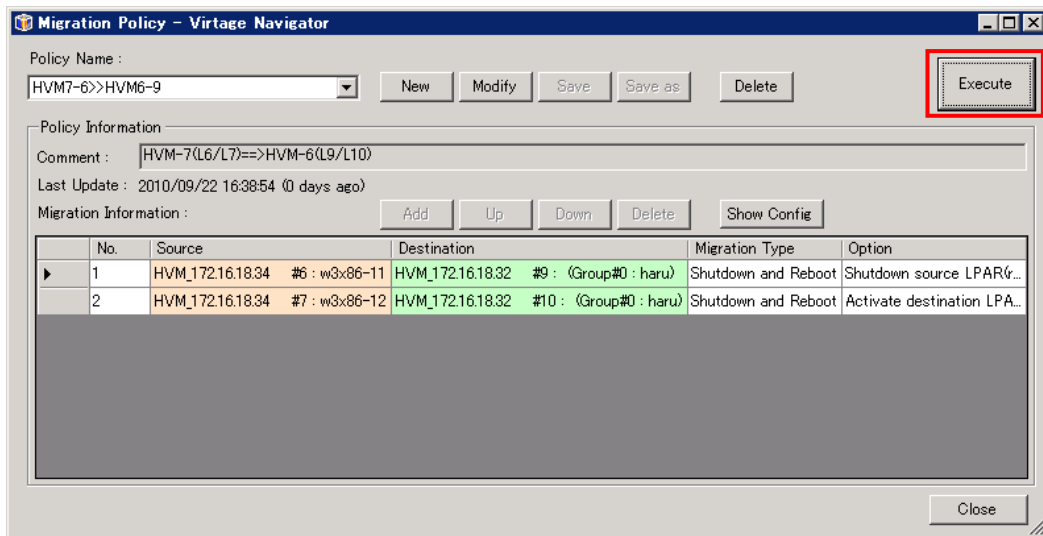 Migration Policy - Virtage Navigator
Policy Name :
HVM7-6>>HVM6-9 New Modify Save Save as Delete Execute
Policy Information
Comment : HVM-7(L6/L7)==>HVM-6(L9/L10)
Last Update : 2010/09/22 16:38:54 (0 days ago)
Migration Information : Add Up Down Delete Show Config
No. Source Destination Migration Type Option
1 HVM_172.16.18.34 #6 : w3x86-11 HVM_172.16.18.32 #9 : (Group#0 : haru) Shutdown and Reboot Shutdown source LPAR(r...
2 HVM_172.16.18.34 #7 : w3x86-12 HVM_172.16.18.32 #10 : (Group#0 : haru) Shutdown and Reboot Activate destination LPA...
Close